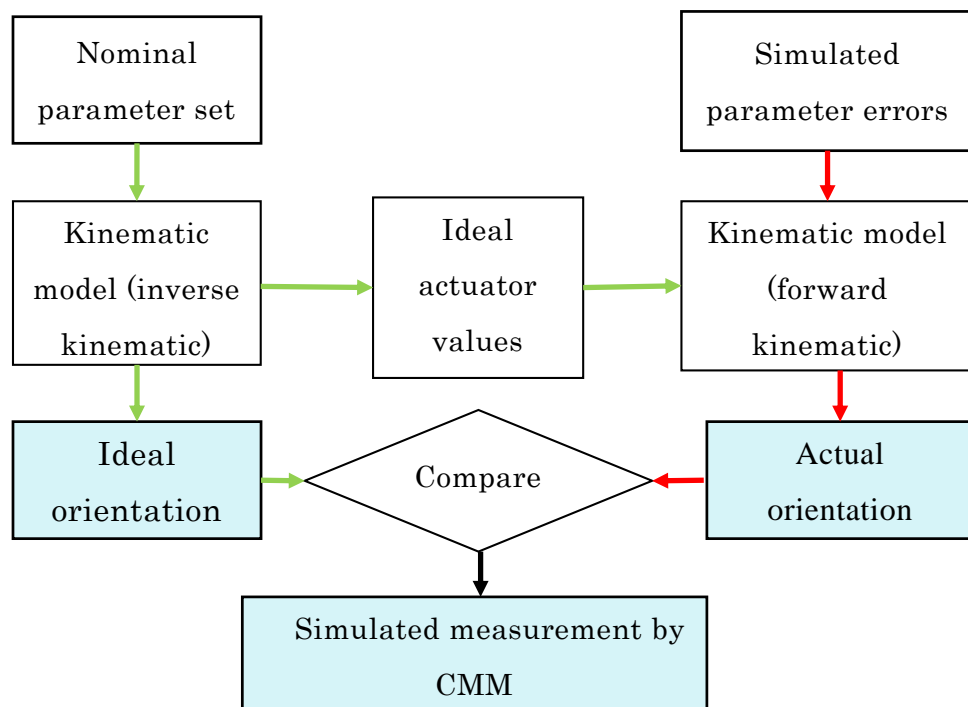 Nominal
parameter set
Simulated
parameter errors
Kinematic
model (inverse
kinematic)
Ideal
actuator
values
Kinematic model
(forward
kinematic)
Ideal
orientation
Compare
Actual
orientation
Simulated measurement by
CMM